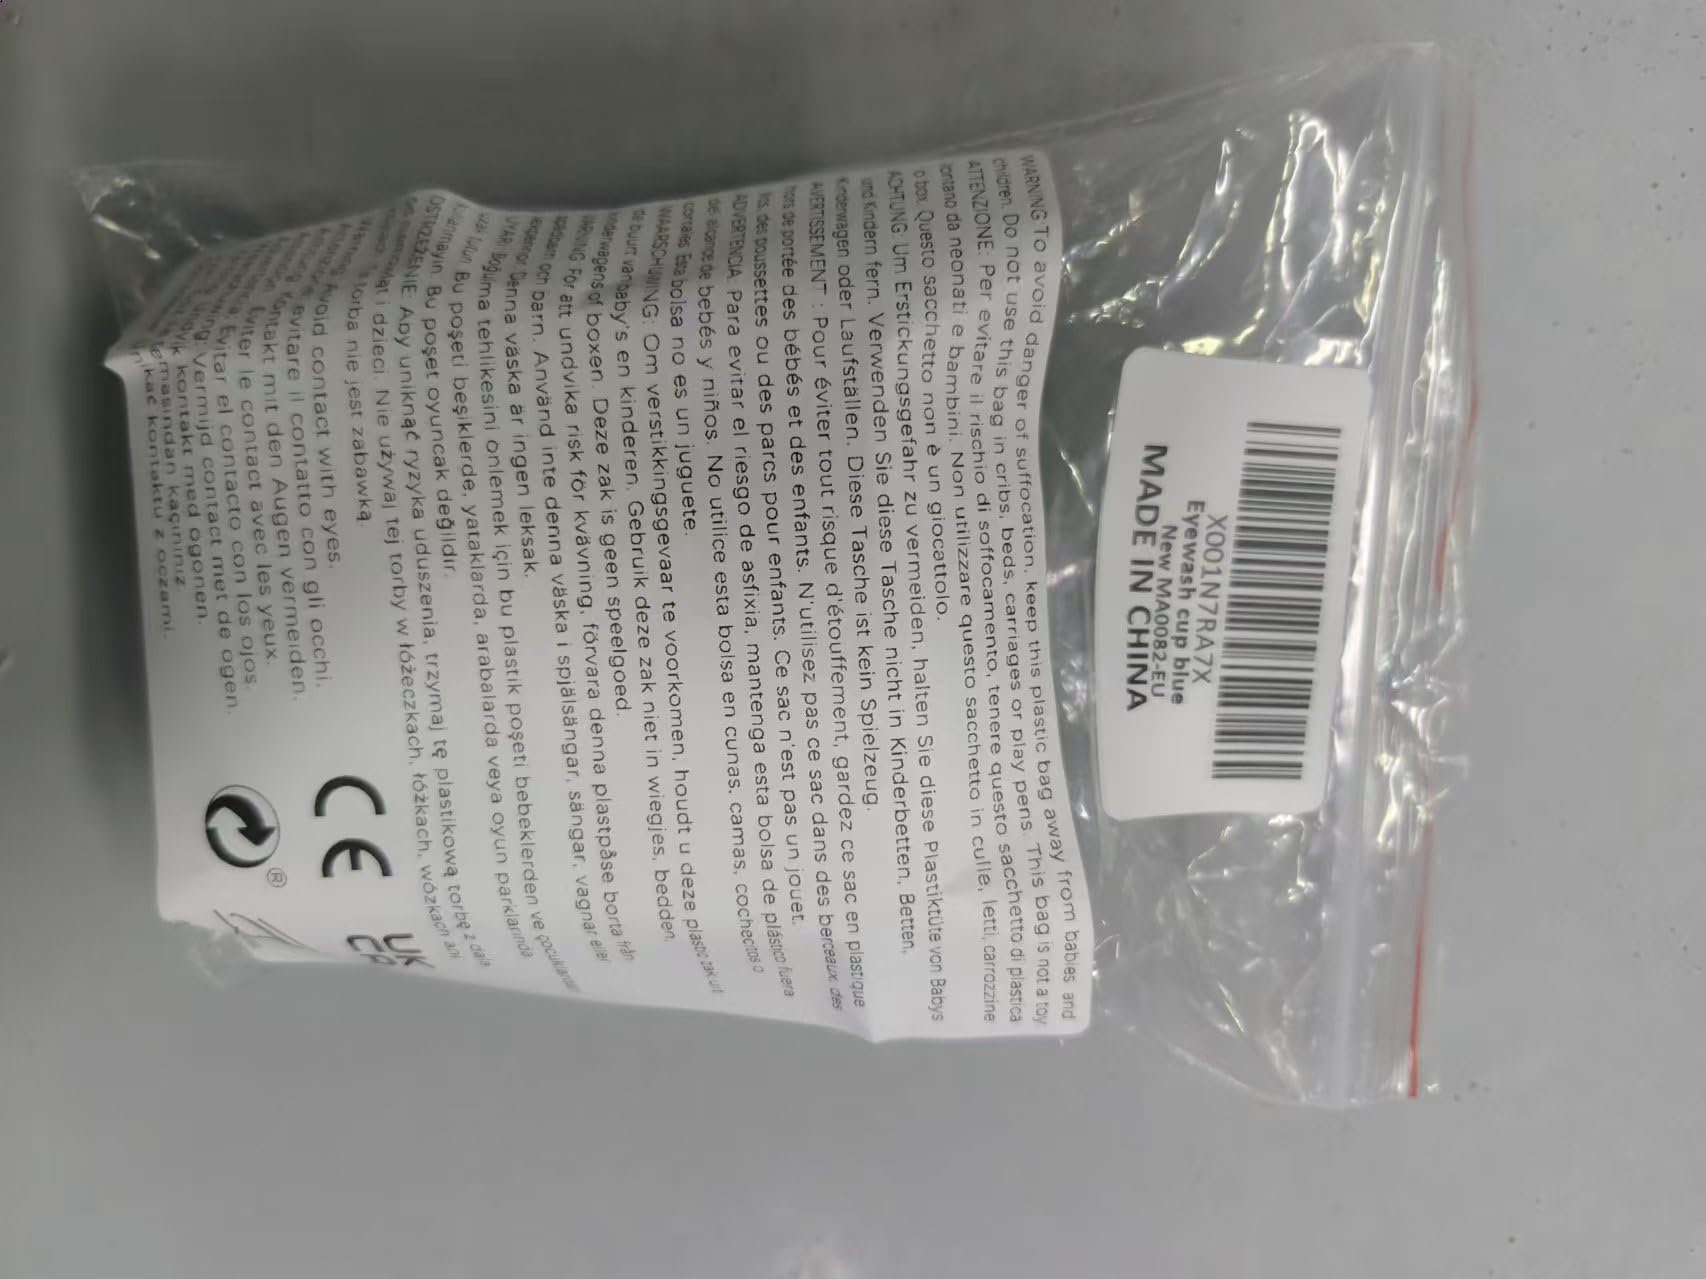 X001N7RA7X
Eyewash cup blue
New MA0082-EU
MADE IN CHINA
WARNING:To avoid danger of suffocation, keep this plastic bag away from babies and
children. Do not use this bag in cribs, beds, carriages or play pens. This bag is not a toy
ATTENZIONE: Per evitare il rischio di soffocamento, tenere questo sacchetto di plastica
lontano da neonati e bambini. Non utilizzare questo sacchetto in culle, letti, carrozzine
o box. Questo sacchetto non è un giocattolo.
ACHTUNG: Um Erstickungsgefahr zu vermeiden, halten Sie diese Plastiktüte von Babys
und Kindern fern. Verwenden Sie diese Tasche nicht in Kinderbetten, Betten,
Kinderwagen oder Laufställen. Diese Tasche ist kein Spielzeug.
AVERTISSEMENT : Pour éviter tout risque d'étouffement, gardez ce sac en plastique
hors de portée des bébés et des enfants. N'utilisez pas ce sac dans des berceaux, des
lits, des poussettes ou des parcs pour enfants. Ce sac n'est pas un jouet.
ADVERTENCIA: Para evitar el riesgo de asfixia, mantenga esta bolsa de plástico fuera
del alcance de bebés y niños. No utilice esta bolsa en cunas, camas, cochecitos o
corrales. Esta bolsa no es un juguete.
WAARSCHUWING: Om verstikkingsgevaar te voorkomen, houdt u deze plastic zak uit
de buurt van baby's en kinderen. Gebruik deze zak niet in wiegjes, bedden,
kinderwagens of boxen. Deze zak is geen speelgoed.
VARNING: För att undvika risk för kvävning, förvara denna plastpåse borta från
spädbarn och barn. Använd inte denna väska i spjälsängar, sängar, vagnar eller
Denna väska är ingen leksak.
UYARI: Boğulma tehlikesini önlemek için bu plastik poşeti bebeklerden ve çocuklardan
uzak tutun. Bu poşeti beşiklerde, yataklarda, arabalarda veya oyun parklarında
kullanmayın. Bu poşet oyuncak değildir.
OSTRZEŻENIE: Aby uniknąć ryzyka uduszenia, trzymaj tę plastikową torbę z dala
i dzieci. Nie używaj tej torby w łóżeczkach, łóżkach, wózkach ani
torba nie jest zabawką.
Avoid contact with eyes.
evitare il contatto con gli occhi.
Kontakt mit den Augen vermeiden.
Éviter le contact avec les yeux.
Evitar el contacto con los ojos.
Vermijd contact met de ogen.
kontakt med ögonen.
kaçınınız
kontaktu z oczami.
CE
UK
CA
®